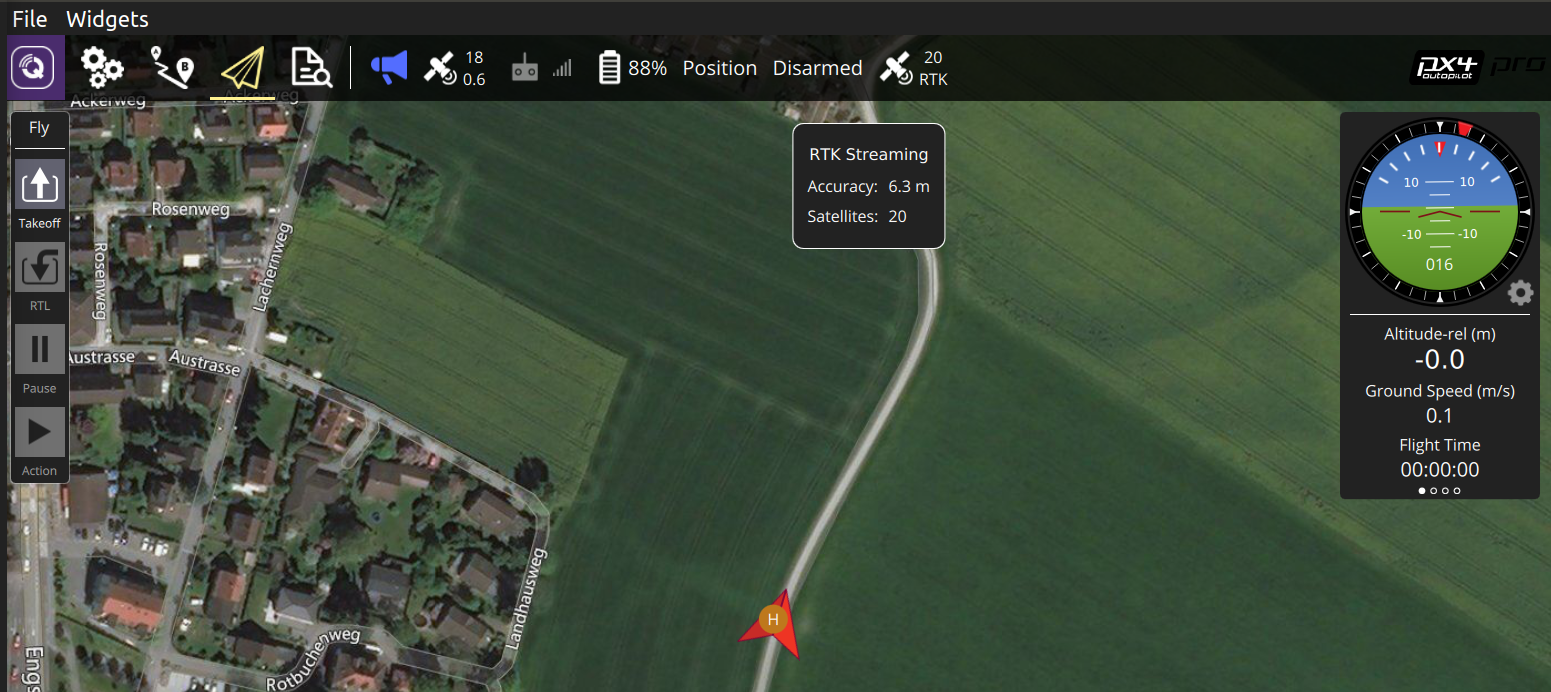 File Widgets
18
0.6
88% Position Disarmed
20
RTK
px4
autopilot
pro
Ackerweg
Ackerweg
Fly
Takeoff
RTL
Pause
Action
Rosenweg
Rosenweg
Lachernweg
Austrasse
Austrasse
Landhausweg
Rotbuchenweg
Engs
RTK Streaming
Accuracy: 6.3 m
Satellites: 20
H
10 10
-10 -10
016
Altitude-rel (m)
-0.0
Ground Speed (m/s)
0.1
Flight Time
00:00:00